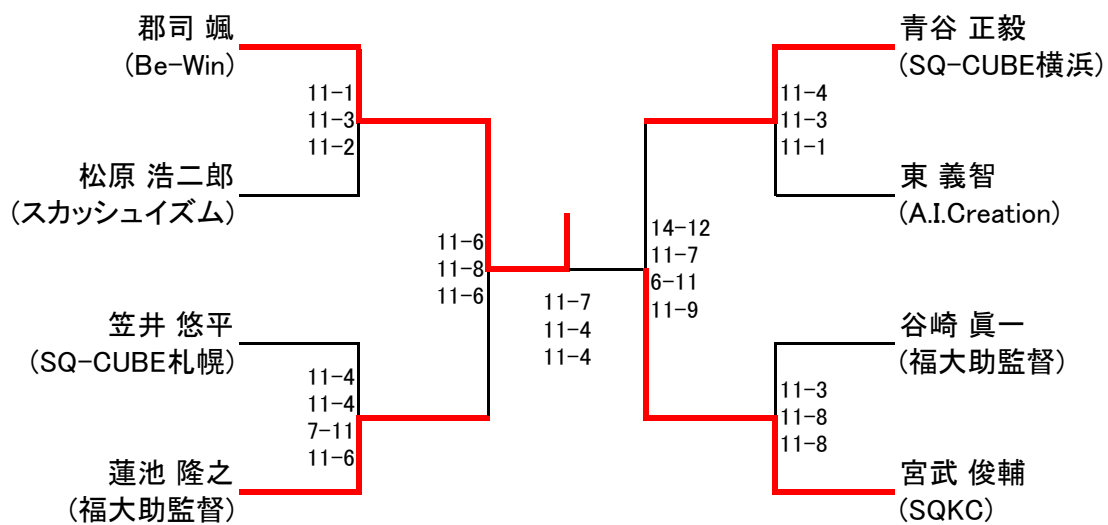 郡司 颯
(Be-Win)
11-1
11-3
11-2
松原 浩二郎
(スカッシュイズム)
11-6
11-8
11-6
笠井 悠平
(SQ-CUBE札幌)
11-4
11-4
7-11
11-6
蓮池 隆之
(福大助監督)
11-7
11-4
11-4
青谷 正毅
(SQ-CUBE横浜)
11-4
11-3
11-1
東 義智
(A.I.Creation)
14-12
11-7
6-11
11-9
谷崎 眞一
(福大助監督)
11-3
11-8
11-8
宮武 俊輔
(SQKC)